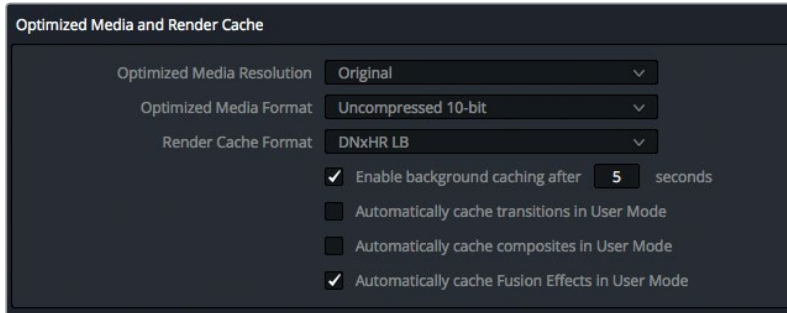 Optimized Media and Render Cache
Optimized Media Resolution Original
Optimized Media Format Uncompressed 10-bit
Render Cache Format DNxHR LB
Enable background caching after 5 seconds
Automatically cache transitions in User Mode
Automatically cache composites in User Mode
Automatically cache Fusion Effects in User Mode